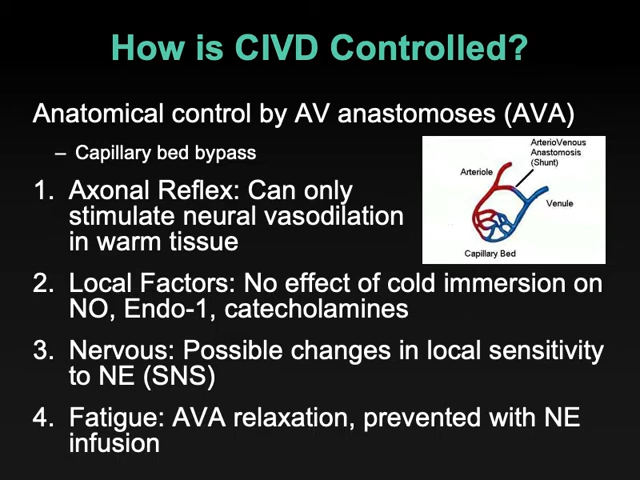 How is CIVD Controlled?
Anatomical control by AV anastomoses (AVA)
– Capillary bed bypass
ArterioVenous
Anastomosis
(Shunt)
Arteriole
Venule
Capillary Bed
1. Axonal Reflex: Can only
stimulate neural vasodilation
in warm tissue
2. Local Factors: No effect of cold immersion on
NO, Endo-1, catecholamines
3. Nervous: Possible changes in local sensitivity
to NE (SNS)
4. Fatigue: AVA relaxation, prevented with NE
infusion